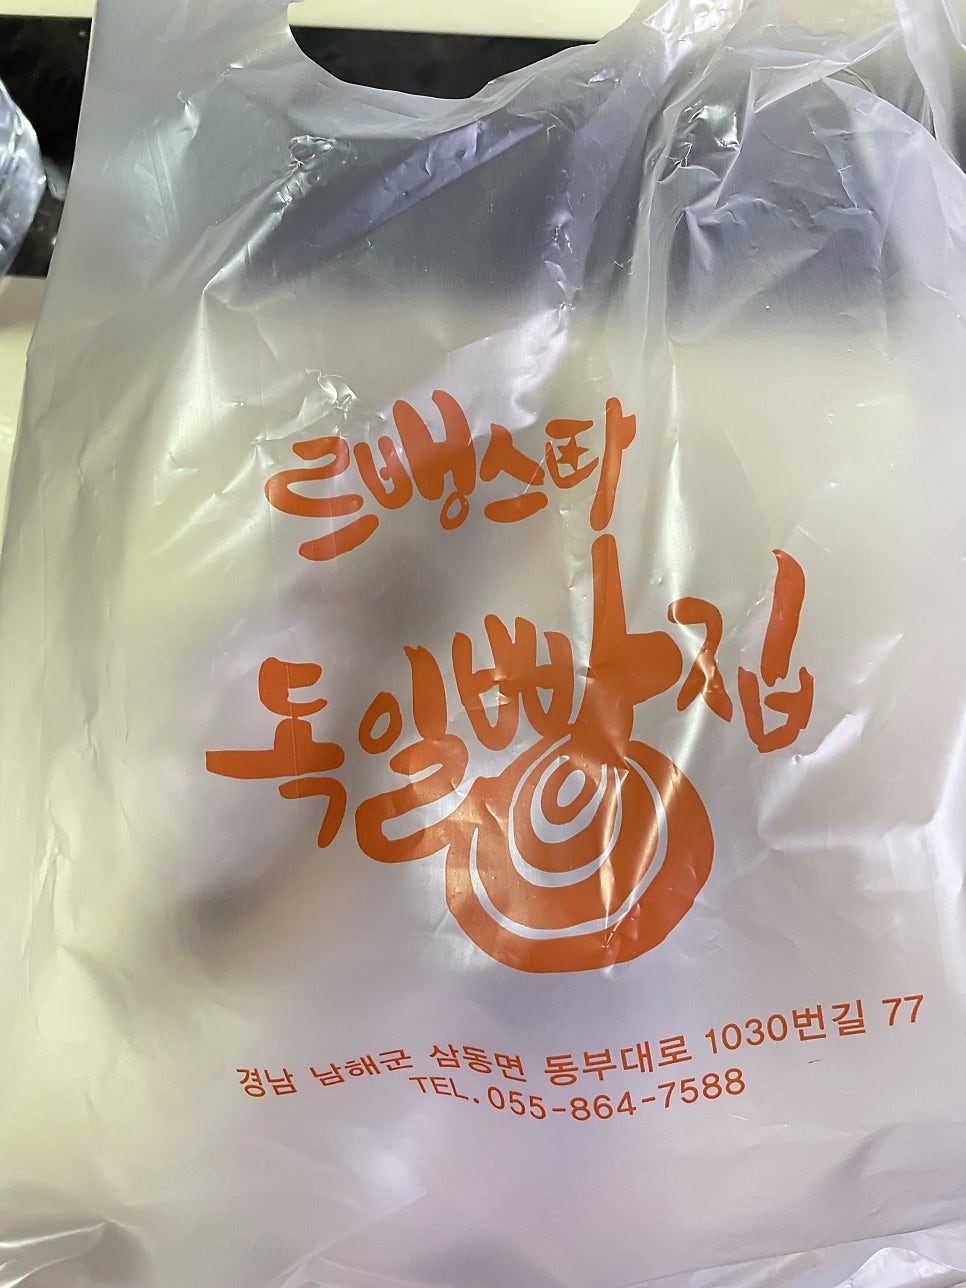 르뱅스타
독일빵집
경남 남해군 삼동면 동부대로 1030번길 77
TEL.055-864-7588